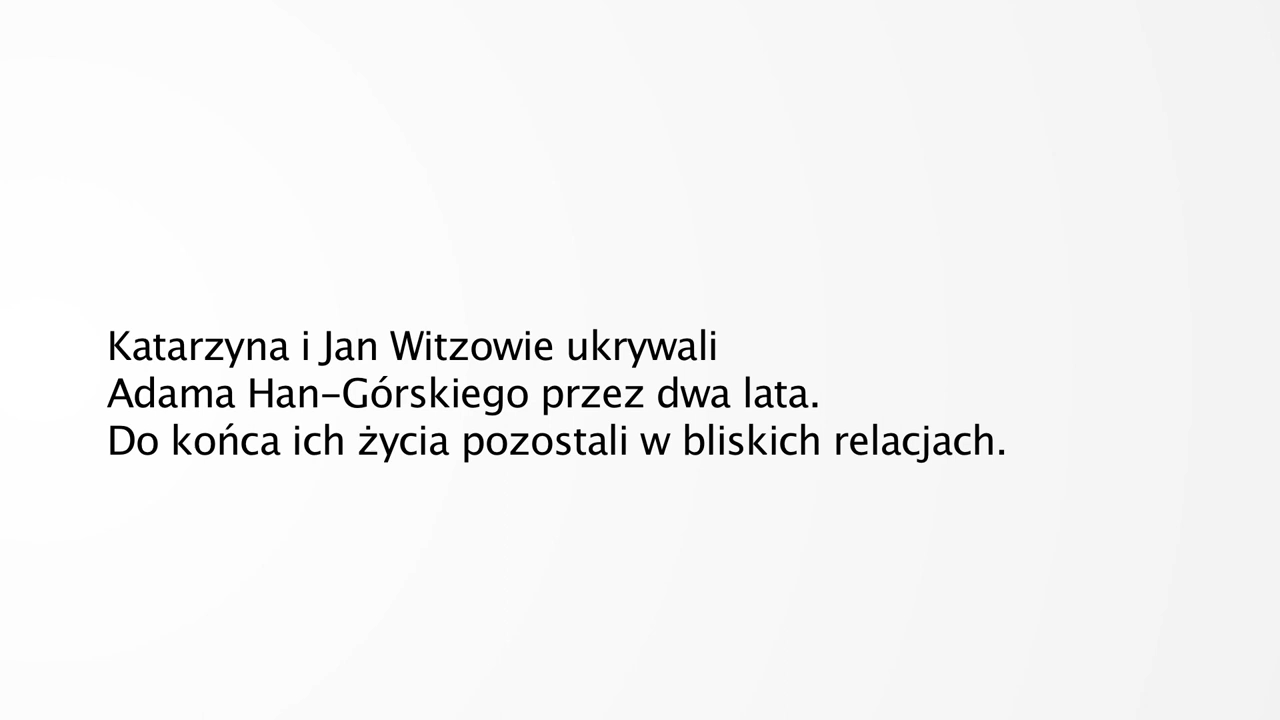 Katarzyna i Jan Witzowie ukrywali
Adama Han–Górskiego przez dwa lata.
Do końca ich życia pozostali w bliskich relacjach.